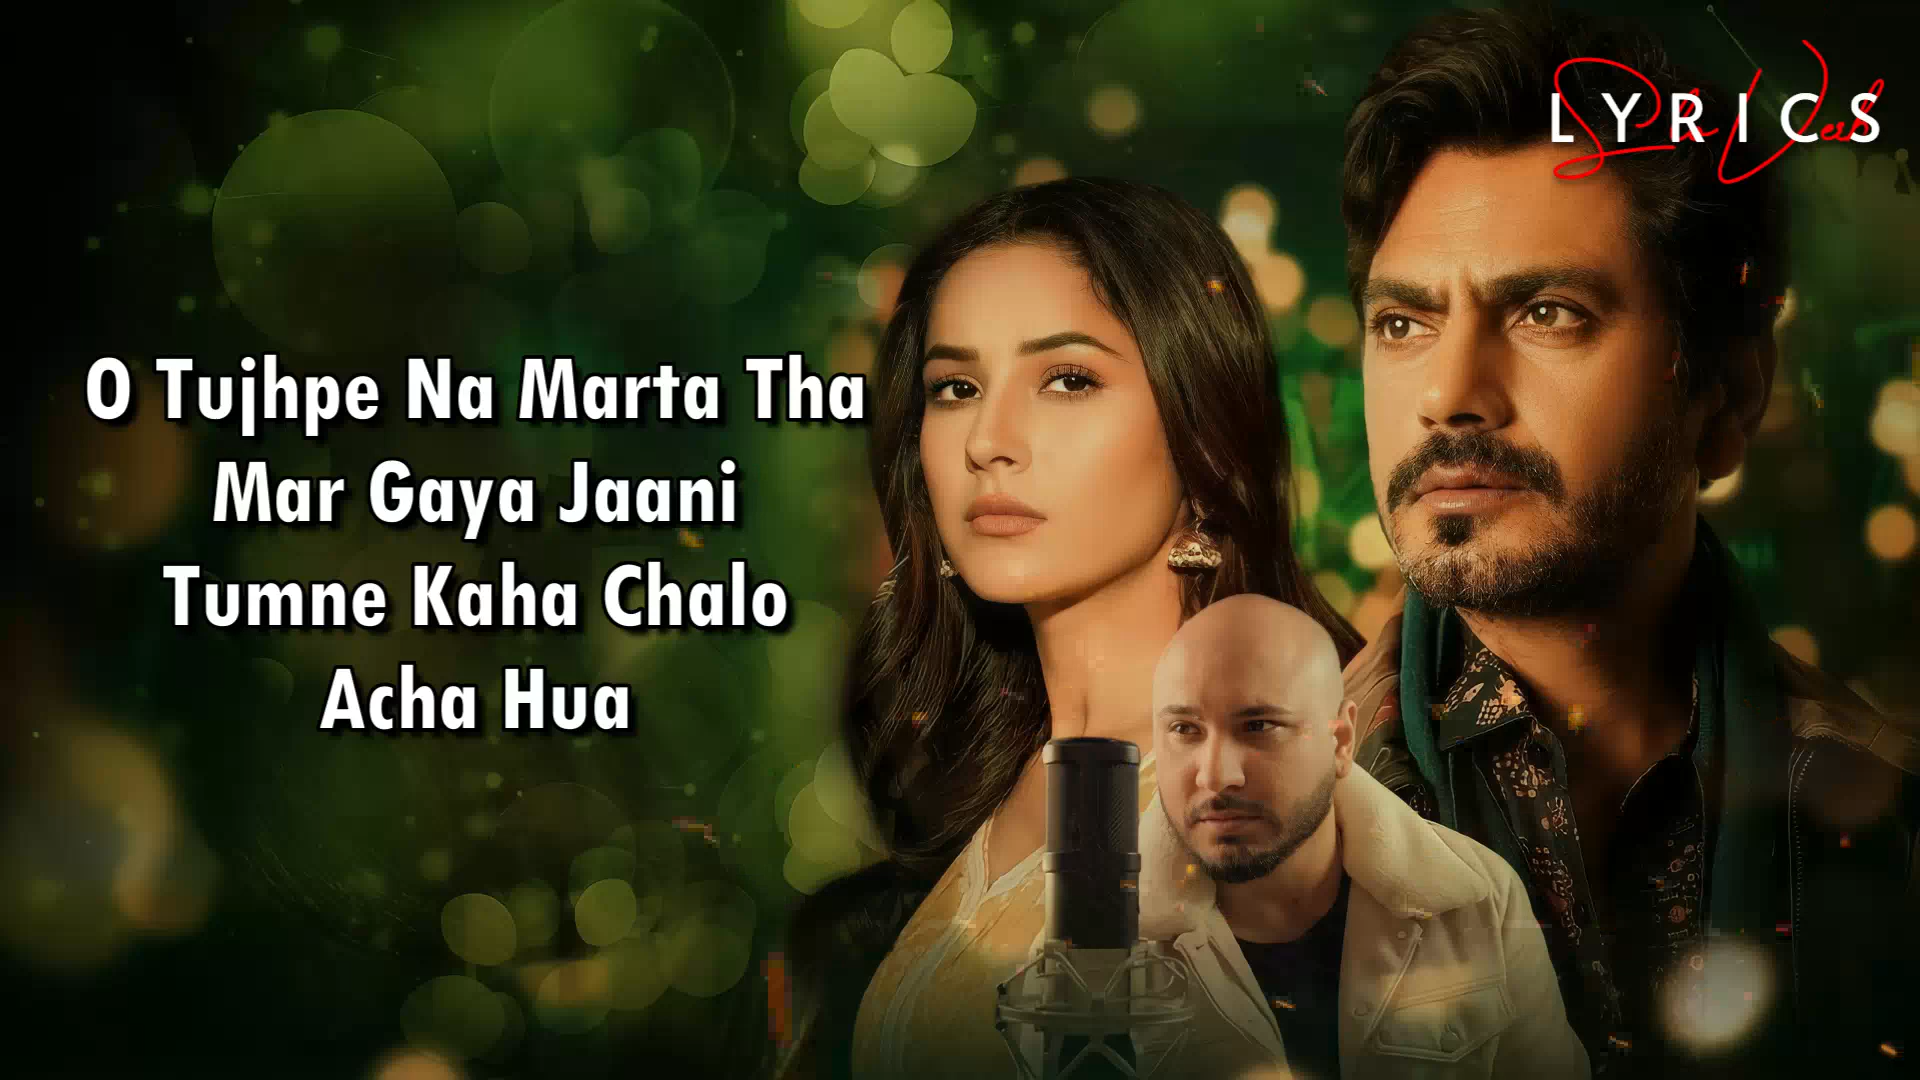 LYRICS
O Tujhpe Na Marta Tha
Mar Gaya Jaani
Tumne Kaha Chalo
Acha Hua